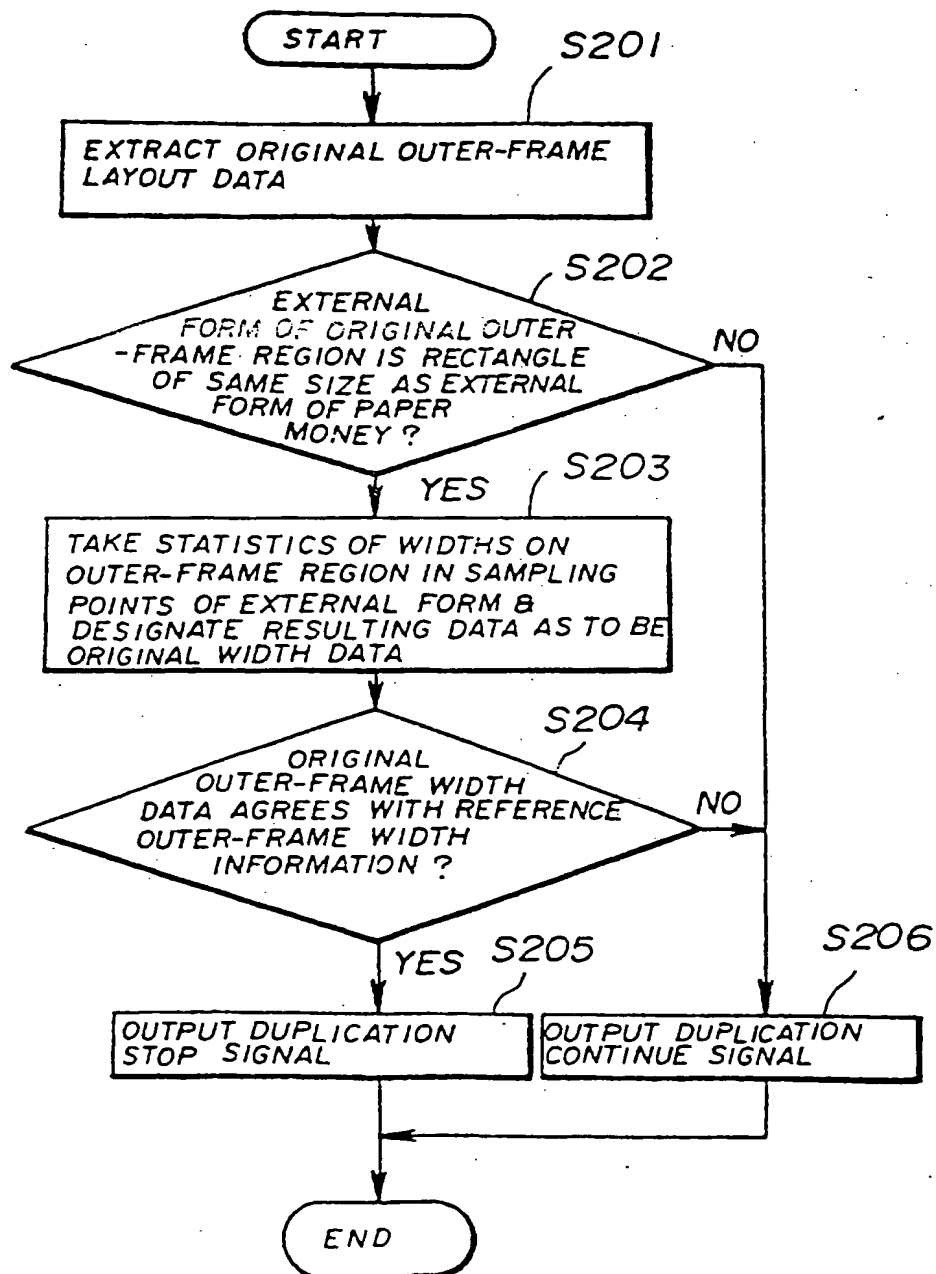 START
S201
EXTRACT ORIGINAL OUTER-FRAME
LAYOUT DATA
S202
EXTERNAL
FORM OF ORIGINAL OUTER
-FRAME REGION IS RECTANGLE
OF SAME SIZE AS EXTERNAL
FORM OF PAPER
MONEY ?
NO
YES
S203
TAKE STATISTICS OF WIDTHS ON
OUTER-FRAME REGION IN SAMPLING
POINTS OF EXTERNAL FORM &
DESIGNATE RESULTING DATA AS TO BE
ORIGINAL WIDTH DATA
S204
ORIGINAL
OUTER-FRAME WIDTH
DATA AGREES WITH REFERENCE
OUTER-FRAME WIDTH
INFORMATION ?
NO
YES
S205
OUTPUT DUPLICATION
STOP SIGNAL
S206
OUTPUT DUPLICATION
CONTINUE SIGNAL
END